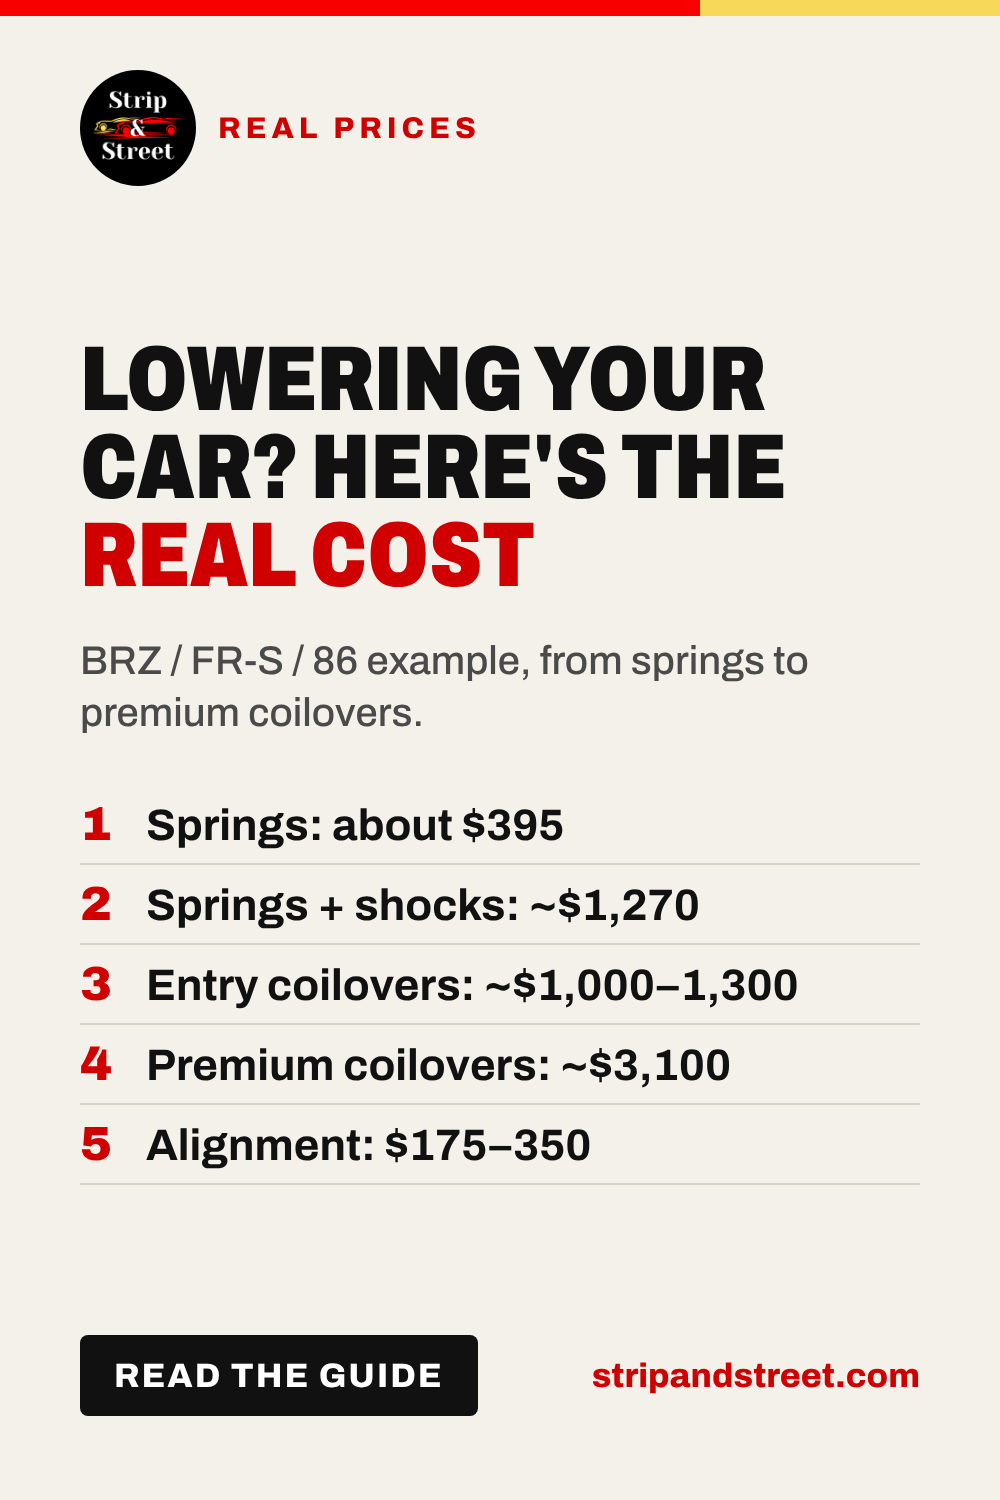 Strip
&
Street
REAL PRICES
LOWERING YOUR
CAR? HERE'S THE
REAL COST
BRZ / FR-S / 86 example, from springs to
premium coilovers.
1 Springs: about $395
2 Springs + shocks: ~$1,270
3 Entry coilovers: ~$1,000–1,300
4 Premium coilovers: ~$3,100
5 Alignment: $175–350
READ THE GUIDE
stripandstreet.com